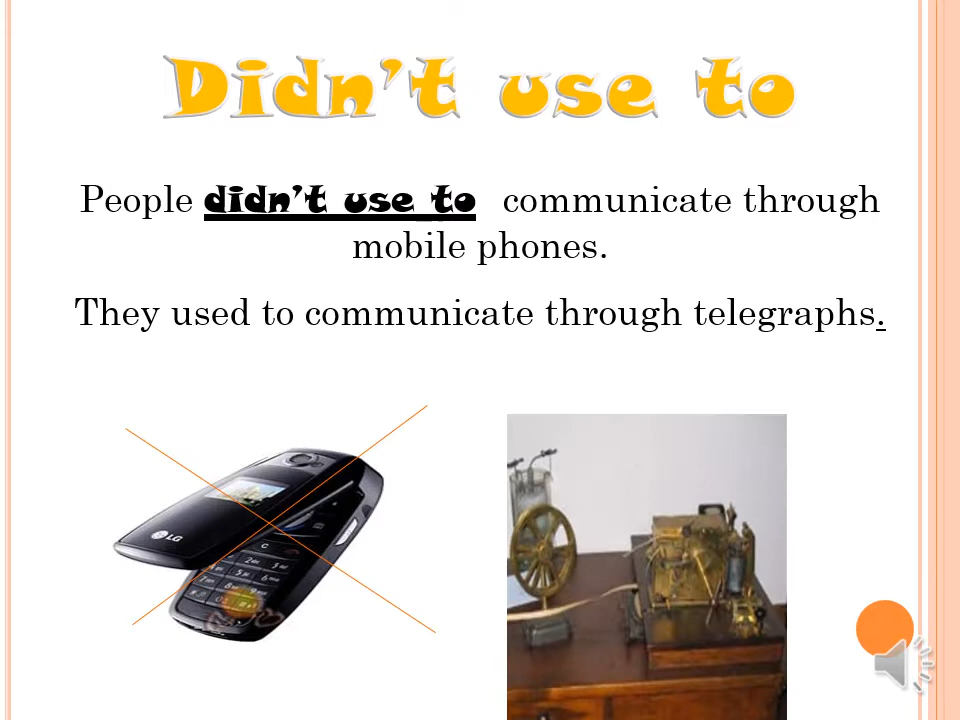 Didn't use to
People didn't use to communicate through
mobile phones.
They used to communicate through telegraphs.
LG